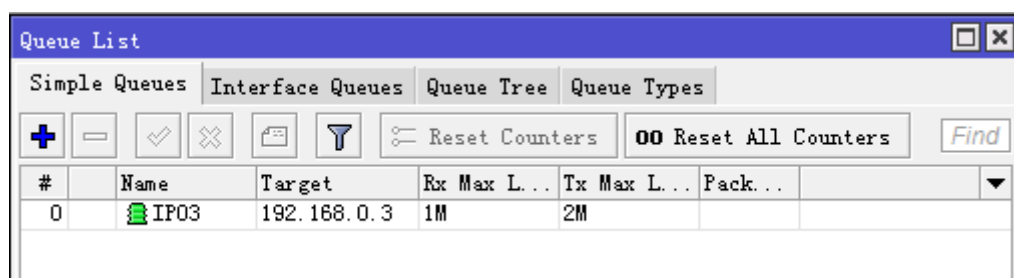 Queue List
Simple Queues Interface Queues Queue Tree Queue Types
Reset Counters 00 Reset All Counters Find
# Name Target Rx Max L... Tx Max L... Pack...
0 IP03 192.168.0.3 1M 2M